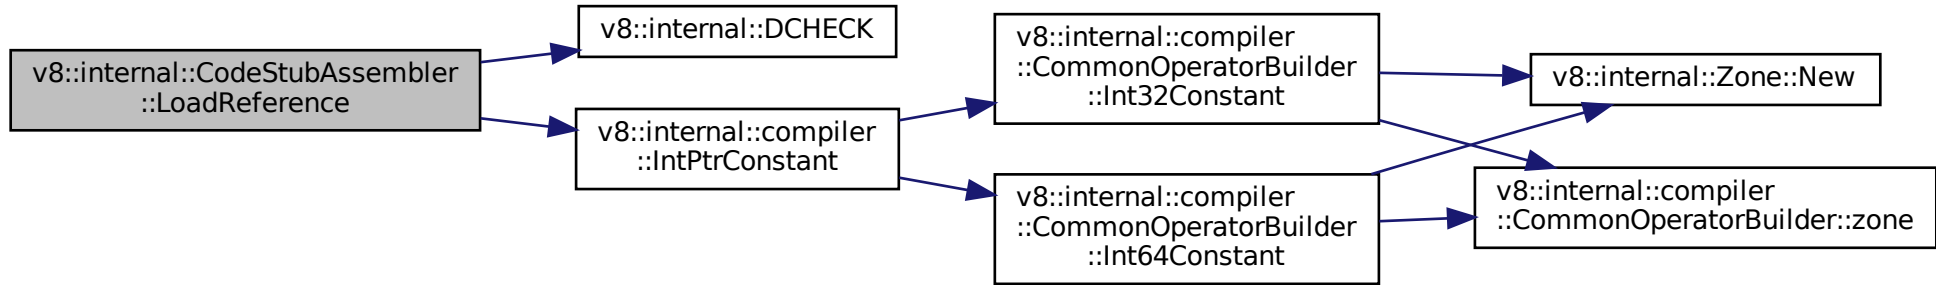 v8::internal::CodeStubAssembler
::LoadReference
v8::internal::DCHECK
v8::internal::compiler
::IntPtrConstant
v8::internal::compiler
::CommonOperatorBuilder
::Int32Constant
v8::internal::compiler
::CommonOperatorBuilder
::Int64Constant
v8::internal::Zone::New
v8::internal::compiler
::CommonOperatorBuilder::zone